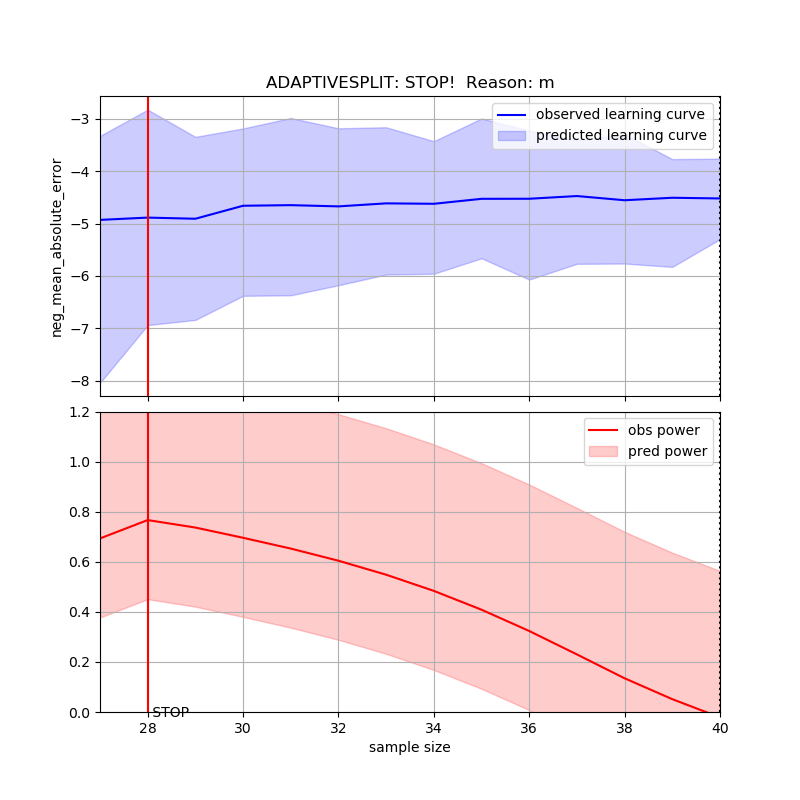 ADAPTIVESPLIT: STOP!  Reason: m
neg_mean_absolute_error
−3
−4
−5
−6
−7
−8
observed learning curve
predicted learning curve
1.2
1.0
0.8
0.6
0.4
0.2
0.0
obs power
pred power
STOP
28
30
32
34
36
38
40
sample size